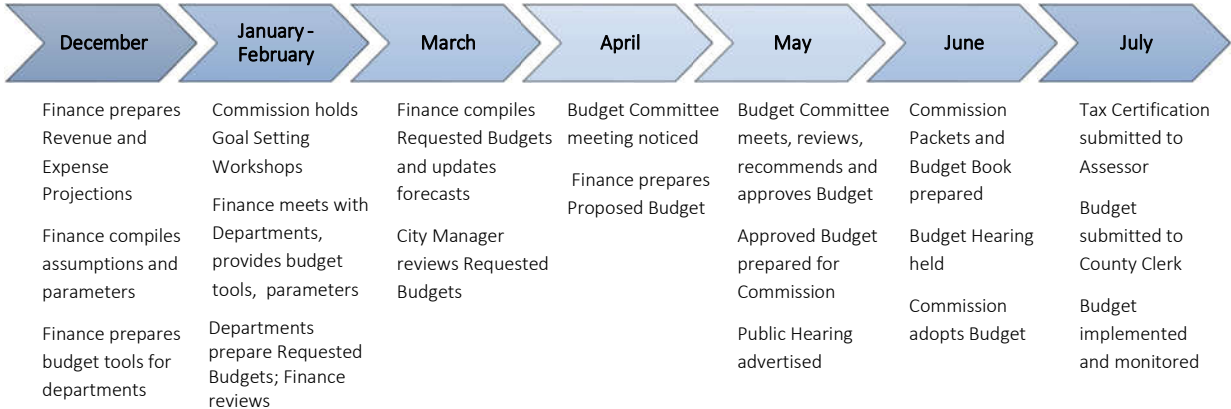 December
January -
February
March
April
May
June
July
Finance prepares
Revenue and
Expense
Projections
Finance compiles
assumptions and
parameters
Finance prepares
budget tools for
departments
Commission holds
Goal Setting
Workshops
Finance meets with
Departments,
provides budget
tools, parameters
Departments
prepare Requested
Budgets; Finance
reviews
Finance compiles
Requested Budgets
and updates
forecasts
City Manager
reviews Requested
Budgets
Budget Committee
meeting noticed
Finance prepares
Proposed Budget
Budget Committee
meets, reviews,
recommends and
approves Budget
Approved Budget
prepared for
Commission
Public Hearing
advertised
Commission
Packets and
Budget Book
prepared
Budget Hearing
held
Commission
adopts Budget
Tax Certification
submitted to
Assessor
Budget
submitted to
County Clerk
Budget
implemented
and monitored